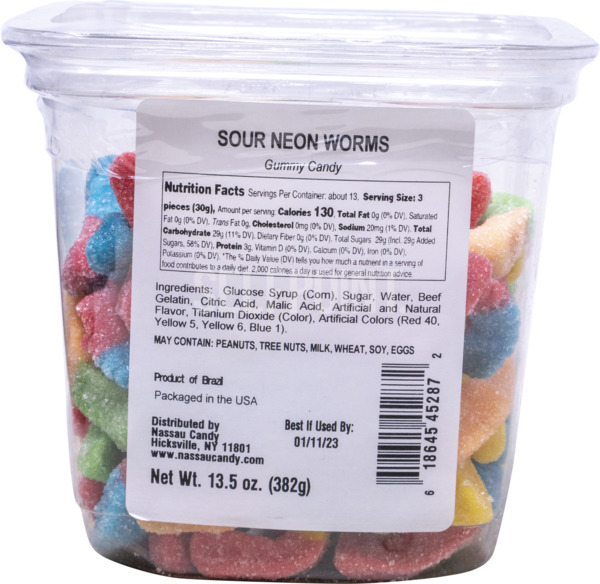 SOUR NEON WORMS
Gummy Candy
Nutrition Facts Servings Per Container: about 13, Serving Size: 3
pieces (30g), Amount per serving: Calories 130, Total Fat 0g (0% DV), Saturated
Fat 0g (0% DV), Trans Fat 0g, Cholesterol 0mg (0% DV), Sodium 20mg (1% DV), Total
Carbohydrate 29g (11% DV), Dietary Fiber 0g (0% DV), Total Sugars 29g (Incl. 29g Added
Sugars, 58% DV), Protein 3g, Vitamin D (0% DV), Calcium (0% DV), Iron (0% DV),
Potassium (0% DV). *The % Daily Value (DV) tells you how much a nutrient in a serving of
food contributes to a daily diet. 2,000 calories a day is used for general nutrition advice.
Ingredients: Glucose Syrup (Corn), Sugar, Water, Beef
Gelatin, Citric Acid, Malic Acid, Artificial and Natural
Flavor, Titanium Dioxide (Color), Artificial Colors (Red 40,
Yellow 5, Yellow 6, Blue 1).
MAY CONTAIN: PEANUTS, TREE NUTS, MILK, WHEAT, SOY, EGGS
Product of Brazil
Packaged in the USA
Distributed by
Nassau Candy
Hicksville, NY 11801
www.nassaucandy.com
Best If Used By:
01/11/23
Net Wt. 13.5 oz. (382g)
6 18645 45287 2